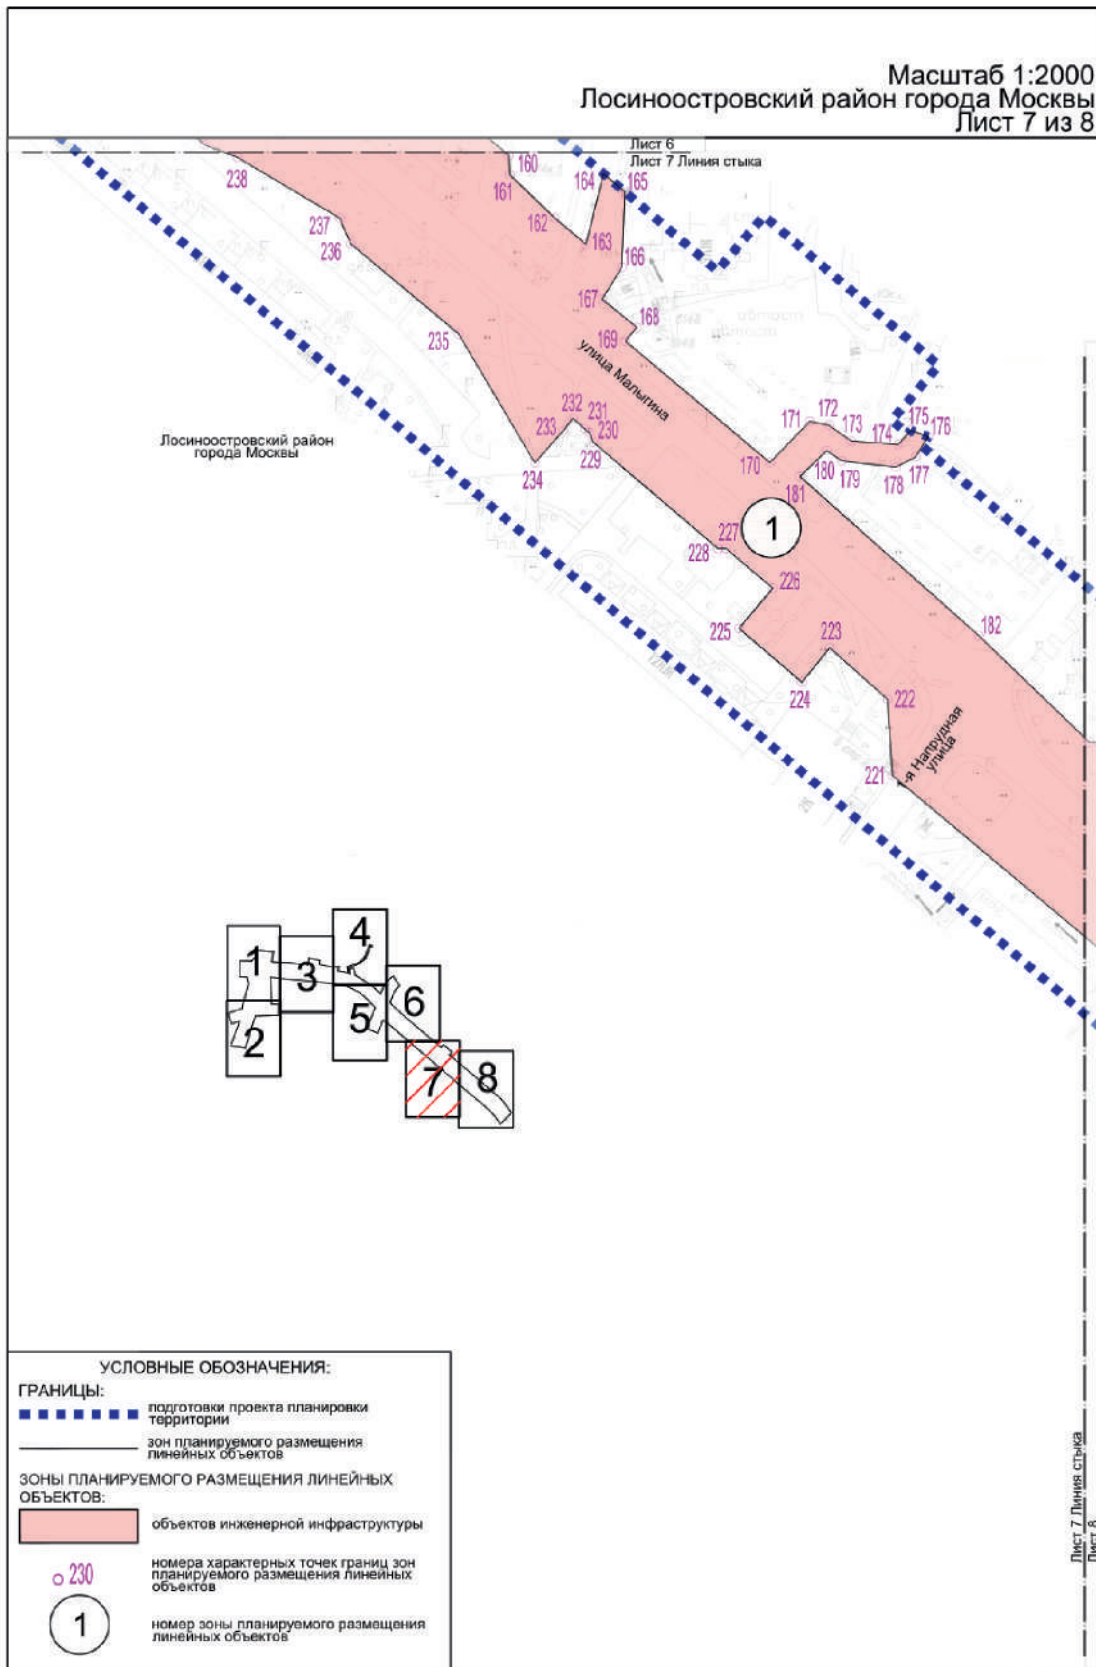 Масштаб 1:2000
Лосиноостровский район города Москвы
Лист 7 из 8
Лист 6
Лист 7 Линия стыка
160
164
165
238
161
237
162
163
236
166
167
168
235
169
улица Малыгина
232
231
171
172
173
175
176
233
230
174
Лосиноостровский район
города Москвы
229
170
180
177
234
179
178
181
227
1
228
226
225
223
182
224
222
-я Напрудная
улица
221
4
1
3
6
5
2
7
8
УСЛОВНЫЕ ОБОЗНАЧЕНИЯ:
ГРАНИЦЫ:
подготовки проекта планировки
территории
зон планируемого размещения
линейных объектов
ЗОНЫ ПЛАНИРУЕМОГО РАЗМЕЩЕНИЯ ЛИНЕЙНЫХ
ОБЪЕКТОВ:
объектов инженерной инфраструктуры
230
номера характерных точек границ зон
планируемого размещения линейных
объектов
1
номер зоны планируемого размещения
линейных объектов
Лист 7 Линия стыка
Лист 8